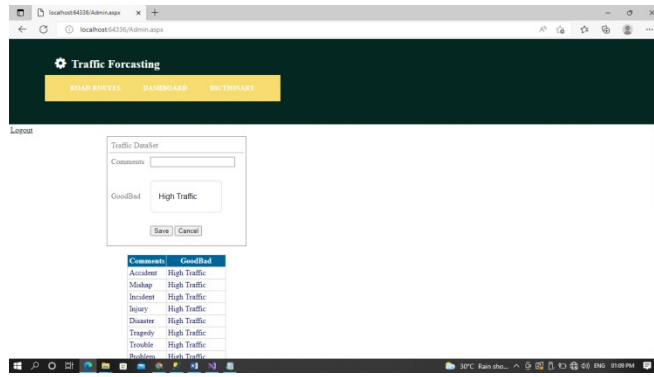 localhost:64336/Admin.aspx
localhost:64336/Admin.aspx
Traffic Forcasting
ROAD ROUTES DASHBOARD DICTIONARY
Logout
Traffic DataSet
Comments
GoodBad High Traffic
Save Cancel
Comments GoodBad
Accident High Traffic
Mishap High Traffic
Incident High Traffic
Injury High Traffic
Disaster High Traffic
Tragedy High Traffic
Trouble High Traffic
Problem High Traffic
30°C Rain sho... ENG 01:09 PM